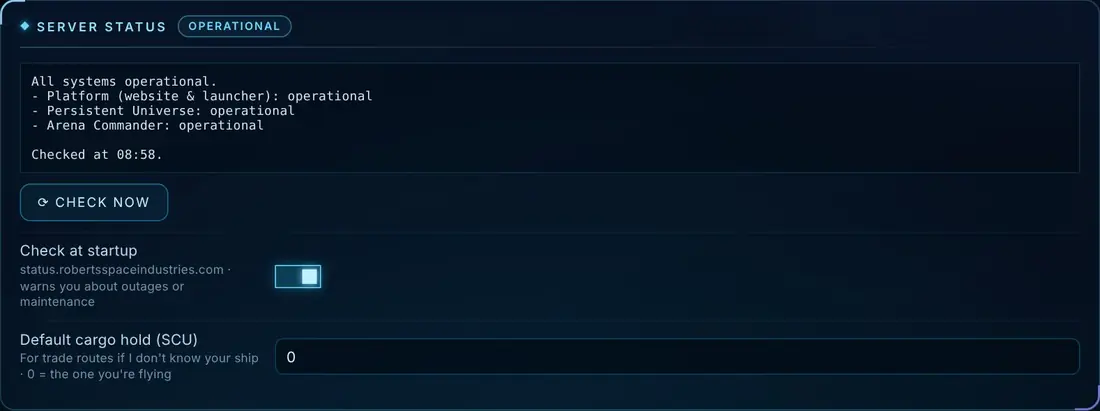 SERVER STATUS OPERATIONAL
All systems operational.
- Platform (website & launcher): operational
- Persistent Universe: operational
- Arena Commander: operational
Checked at 08:58.
⟳ CHECK NOW
Check at startup
status.robertsspaceindustries.com ·
warns you about outages or
maintenance
Default cargo hold (SCU)
For trade routes if I don't know your ship
· 0 = the one you're flying
0